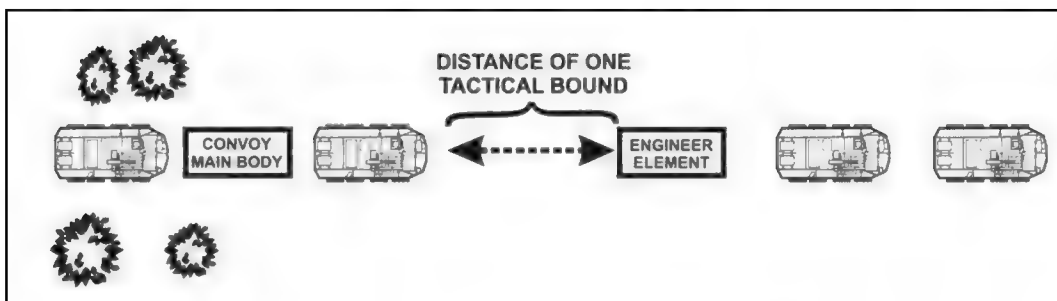 DISTANCE OF ONE
TACTICAL BOUND
CONVOY
MAIN BODY
ENGINEER
ELEMENT